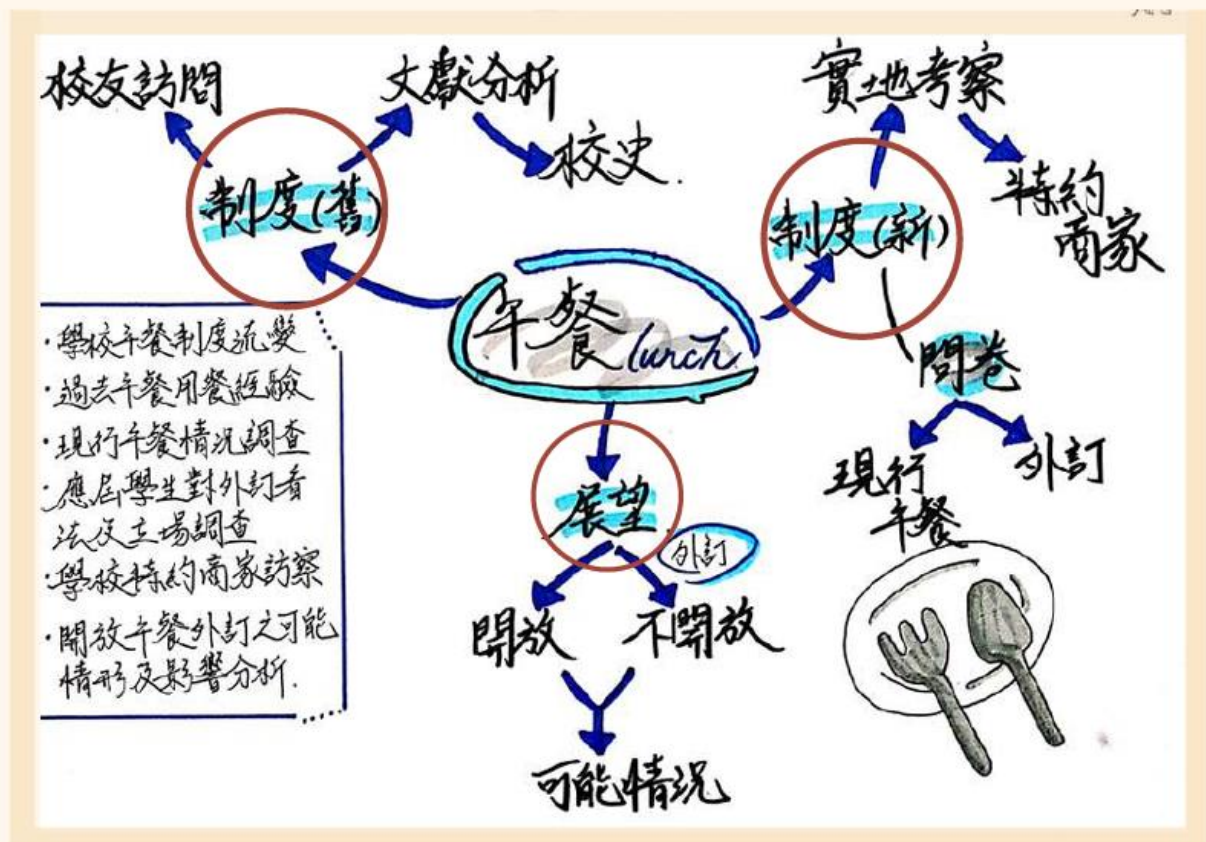 校友訪問
文獻分析
校史.
制度(舊)
實地考察
特約
商家
制度(新)
午餐 lunch
問卷
現行
午餐
外訂
展望
外訂
開放
不開放
可能情況
·學校午餐制度流變
·過去午餐用餐經驗
·現行午餐情況調查
·應屆學生對外訂看
法及立場調查
·學校特約商家訪察
·開放午餐外訂之可能
情形及影響分析.